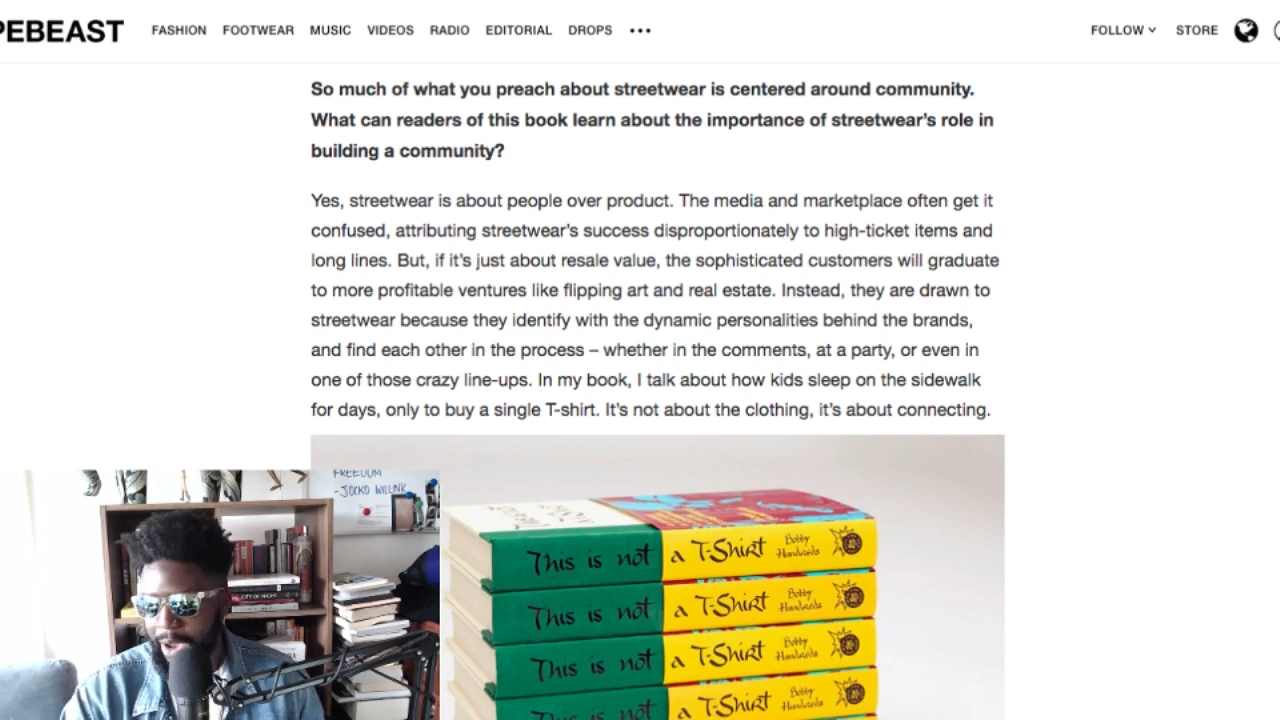 PEBEAST FASHION FOOTWEAR MUSIC VIDEOS RADIO EDITORIAL DROPS ••• FOLLOW STORE
So much of what you preach about streetwear is centered around community.
What can readers of this book learn about the importance of streetwear’s role in
building a community?
Yes, streetwear is about people over product. The media and marketplace often get it
confused, attributing streetwear’s success disproportionately to high-ticket items and
long lines. But, if it’s just about resale value, the sophisticated customers will graduate
to more profitable ventures like flipping art and real estate. Instead, they are drawn to
streetwear because they identify with the dynamic personalities behind the brands,
and find each other in the process – whether in the comments, at a party, or even in
one of those crazy line-ups. In my book, I talk about how kids sleep on the sidewalk
for days, only to buy a single T-shirt. It’s not about the clothing, it’s about connecting.
FREEDOM
-JOCKO WILLINK
CITY OF NIGHT
This is not a T-Shirt Bobby Hundreds
This is not a T-Shirt Bobby Hundreds
This is not a T-Shirt Bobby Hundreds
This is not a T-Shirt Bobby Hundreds